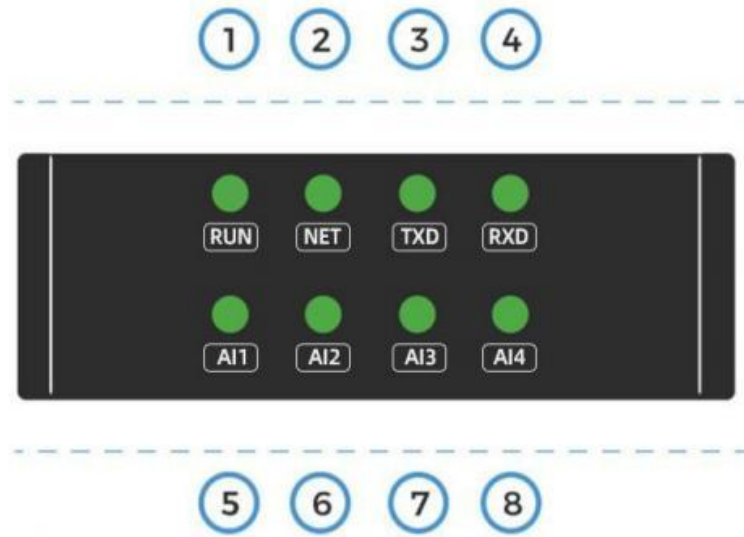 1 2 3 4
RUN NET TXD RXD
AI1 AI2 AI3 AI4
5 6 7 8